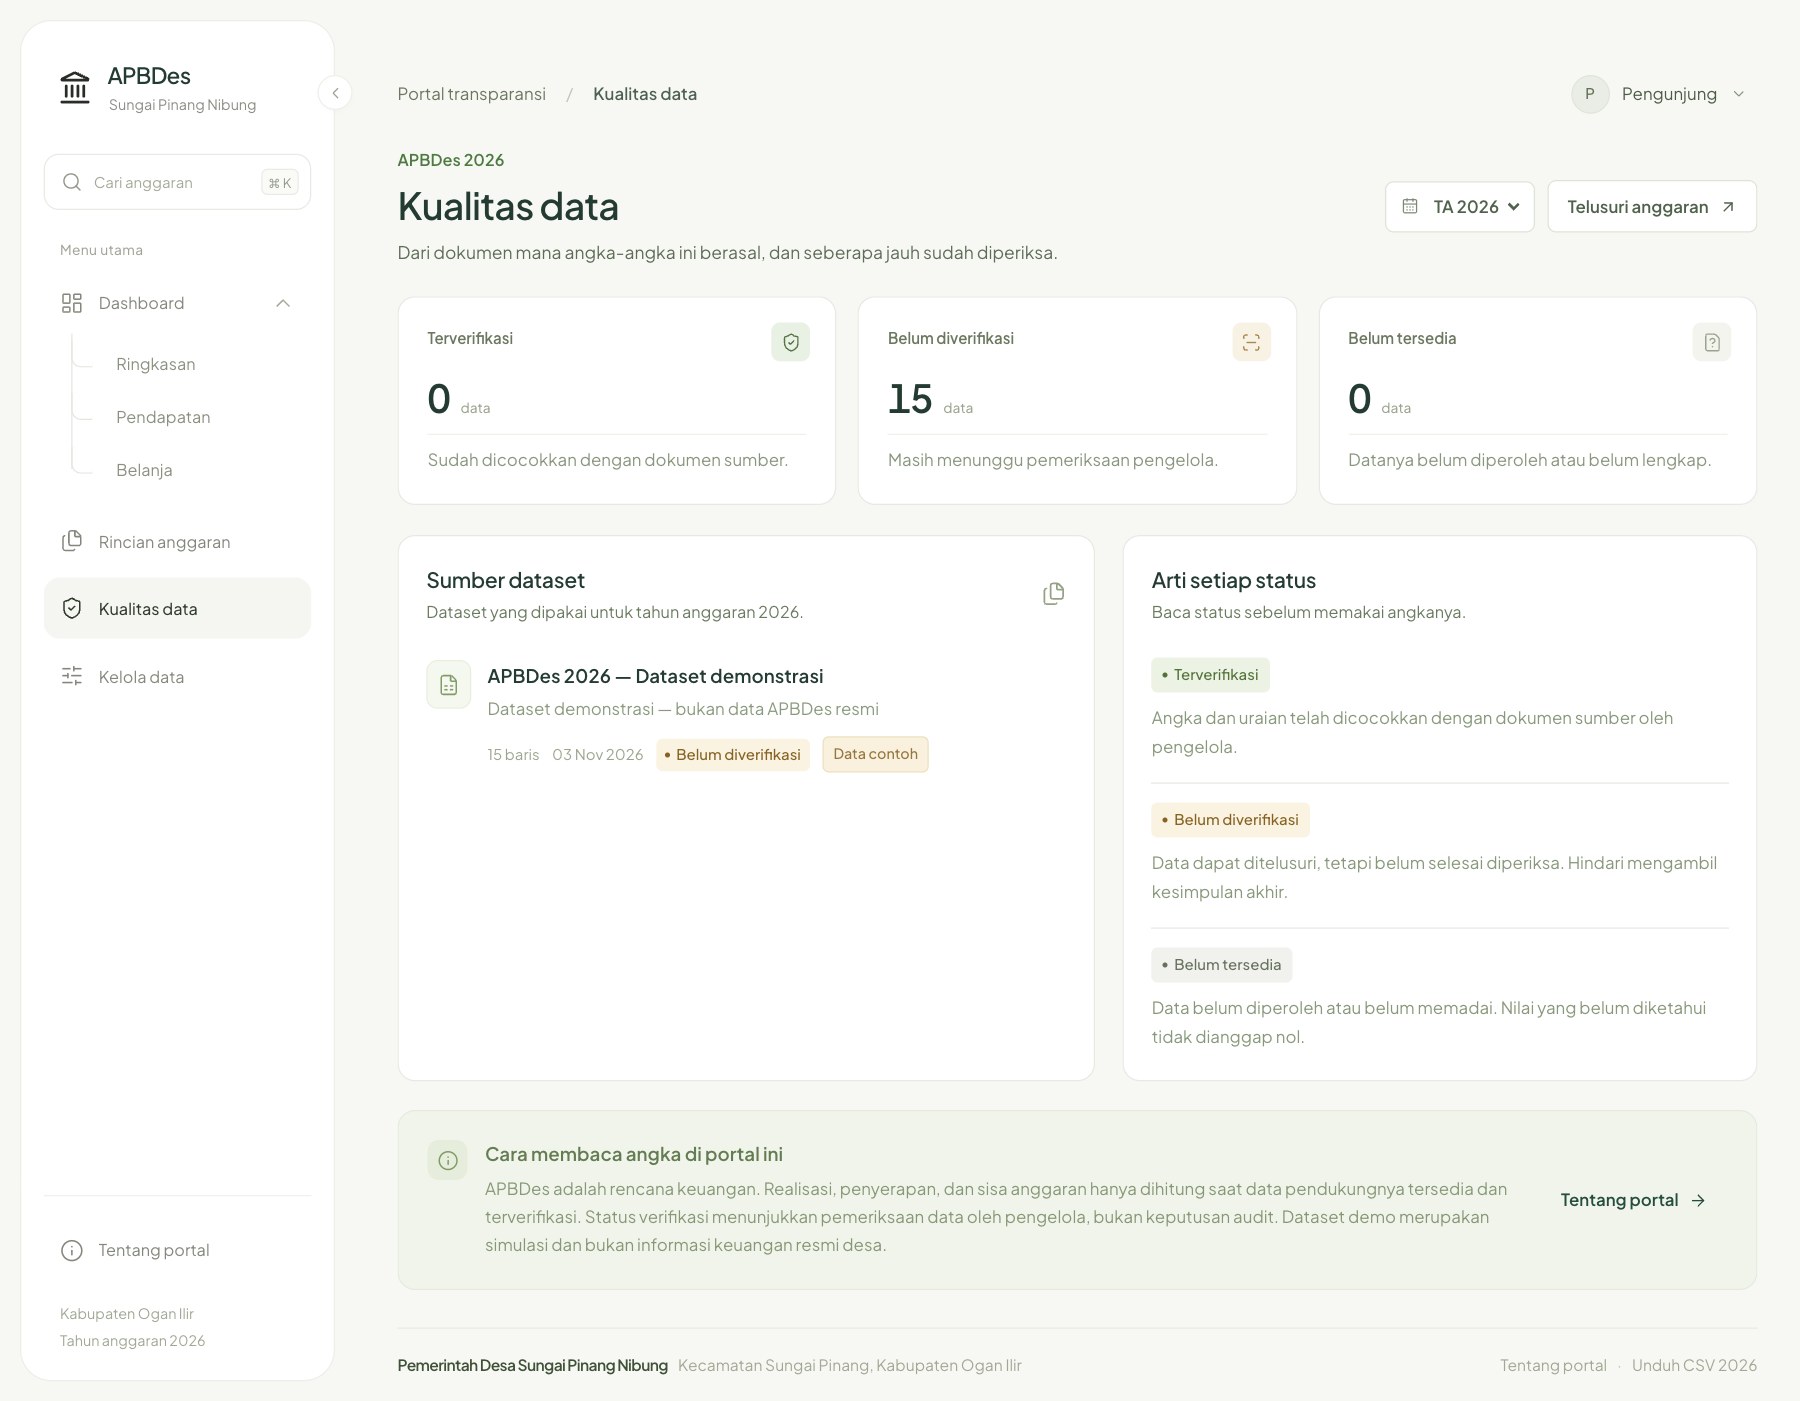 APBDes
Sungai Pinang Nibung
Cari anggaran
⌘ K
Menu utama
Dashboard
Ringkasan
Pendapatan
Belanja
Rincian anggaran
Kualitas data
Kelola data
Tentang portal
Kabupaten Ogan Ilir
Tahun anggaran 2026
Portal transparansi / Kualitas data
P Pengunjung
APBDes 2026
Kualitas data
Dari dokumen mana angka-angka ini berasal, dan seberapa jauh sudah diperiksa.
TA 2026
Telusuri anggaran
Terverifikasi
0 data
Sudah dicocokkan dengan dokumen sumber.
Belum diverifikasi
15 data
Masih menunggu pemeriksaan pengelola.
Belum tersedia
0 data
Datanya belum diperoleh atau belum lengkap.
Sumber dataset
Dataset yang dipakai untuk tahun anggaran 2026.
APBDes 2026 — Dataset demonstrasi
Dataset demonstrasi — bukan data APBDes resmi
15 baris 03 Nov 2026 • Belum diverifikasi Data contoh
Arti setiap status
Baca status sebelum memakai angkanya.
• Terverifikasi
Angka dan uraian telah dicocokkan dengan dokumen sumber oleh
pengelola.
• Belum diverifikasi
Data dapat ditelusuri, tetapi belum selesai diperiksa. Hindari mengambil
kesimpulan akhir.
• Belum tersedia
Data belum diperoleh atau belum memadai. Nilai yang belum diketahui
tidak dianggap nol.
Cara membaca angka di portal ini
APBDes adalah rencana keuangan. Realisasi, penyerapan, dan sisa anggaran hanya dihitung saat data pendukungnya tersedia dan
terverifikasi. Status verifikasi menunjukkan pemeriksaan data oleh pengelola, bukan keputusan audit. Dataset demo merupakan
simulasi dan bukan informasi keuangan resmi desa.
Tentang portal →
Pemerintah Desa Sungai Pinang Nibung Kecamatan Sungai Pinang, Kabupaten Ogan Ilir
Tentang portal · Unduh CSV 2026